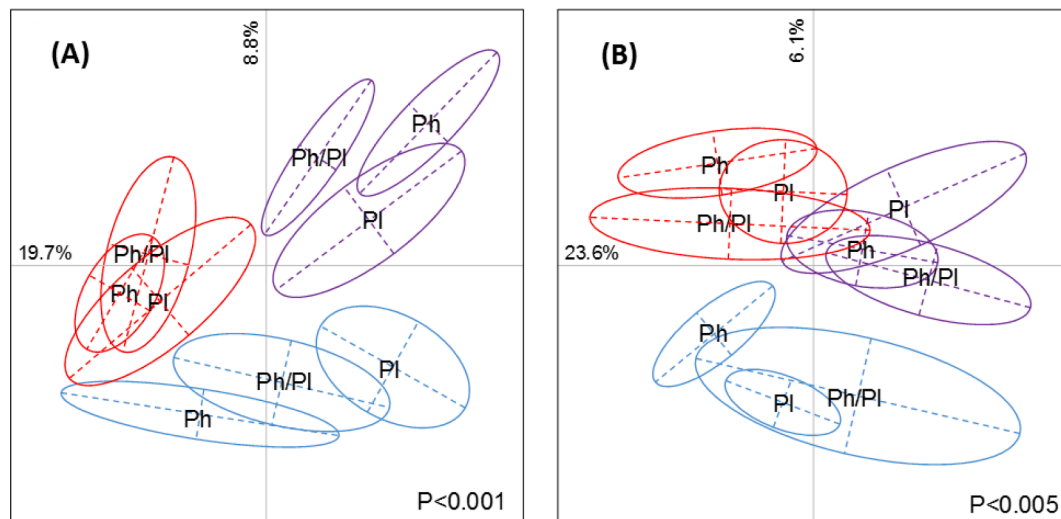 (A)
8.8%
Ph
Ph/Pl
Pl
19.7%
Ph/Pl
Ph
Pl
Ph/Pl
Pl
Ph
P<0.001
(B)
6.1%
Ph
Pl
Ph/Pl
Pl
23.6%
Ph
Ph/Pl
Ph
Pl
Ph/Pl
P<0.005